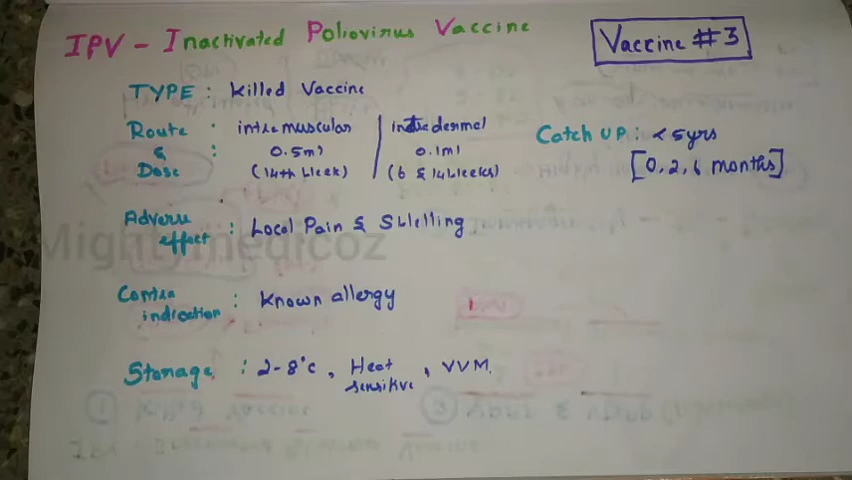 IPV - Inactivated Poliovirus Vaccine
Vaccine #3
TYPE : Killed Vaccine
Route & Dose : : intramuscular 0.5ml (14th Week) | intradermal 0.1ml (6 & 14 Weeks)
Catch UP : < 5yrs
[0, 2, 6 months]
Adverse effect : Local Pain & Swelling
Mightymedicoz
Contra indication : Known allergy
Storage : 2-8°c , Heat sensitive , VVM.